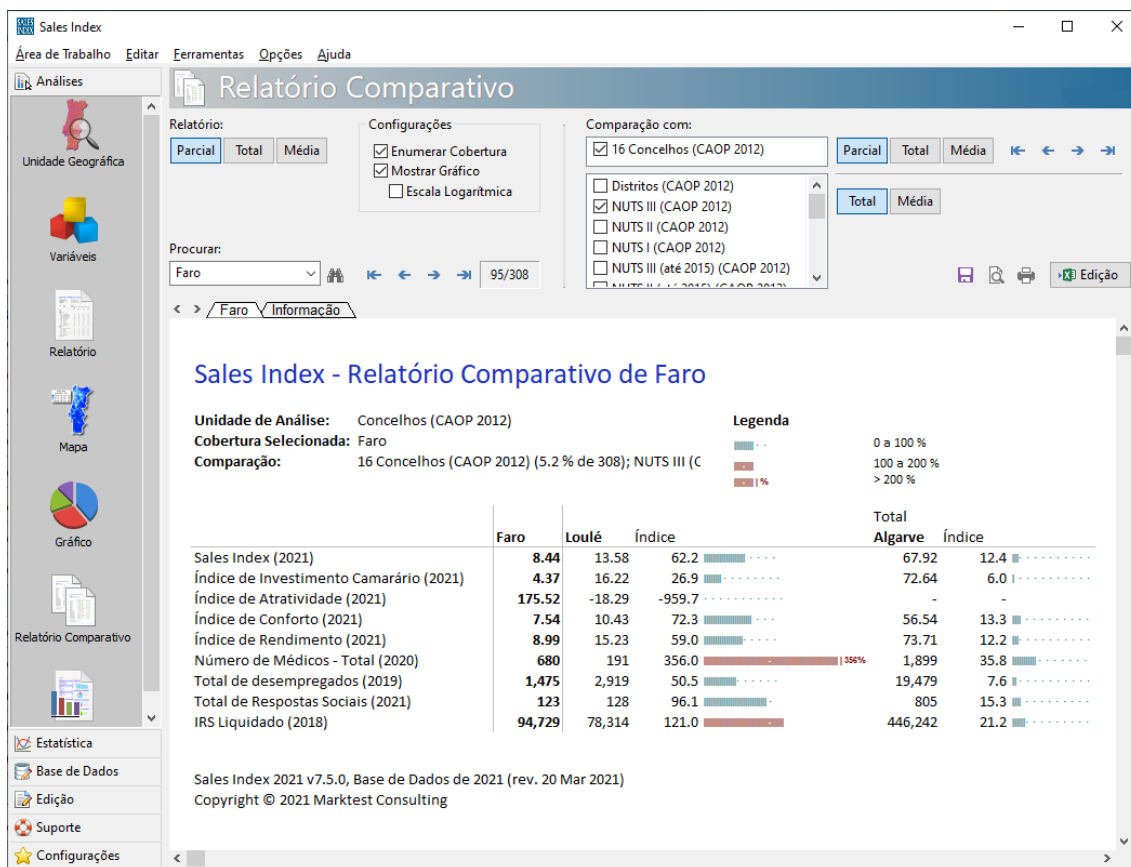 Sales Index
Área de Trabalho Editar Ferramentas Opções Ajuda
Análises
Unidade Geográfica
Variáveis
Relatório
Mapa
Gráfico
Relatório Comparativo
Estatística
Base de Dados
Edição
Suporte
Configurações
Relatório Comparativo
Relatório:
Parcial Total Média
Configurações
Enumerar Cobertura
Mostrar Gráfico
Escala Logarítmica
Comparação com:
16 Concelhos (CAOP 2012)
Parcial Total Média
Distritos (CAOP 2012)
NUTS III (CAOP 2012)
NUTS II (CAOP 2012)
NUTS I (CAOP 2012)
NUTS III (até 2015) (CAOP 2012)
NUTS II (até 2015) (CAOP 2012)
Total Média
Procurar:
Faro
95/308
Edição
Faro Informação
Sales Index - Relatório Comparativo de Faro
Unidade de Análise: Concelhos (CAOP 2012)
Cobertura Selecionada: Faro
Comparação: 16 Concelhos (CAOP 2012) (5.2 % de 308); NUTS III (C
Legenda
0 a 100 %
100 a 200 %
% > 200 %
Total
Faro Loulé Índice Algarve Índice
Sales Index (2021) 8.44 13.58 62.2 67.92 12.4
Índice de Investimento Camarário (2021) 4.37 16.22 26.9 72.64 6.0
Índice de Atratividade (2021) 175.52 -18.29 -959.7 - -
Índice de Conforto (2021) 7.54 10.43 72.3 56.54 13.3
Índice de Rendimento (2021) 8.99 15.23 59.0 73.71 12.2
Número de Médicos - Total (2020) 680 191 356.0 356% 1,899 35.8
Total de desempregados (2019) 1,475 2,919 50.5 19,479 7.6
Total de Respostas Sociais (2021) 123 128 96.1 805 15.3
IRS Liquidado (2018) 94,729 78,314 121.0 446,242 21.2
Sales Index 2021 v7.5.0, Base de Dados de 2021 (rev. 20 Mar 2021)
Copyright © 2021 Marktest Consulting